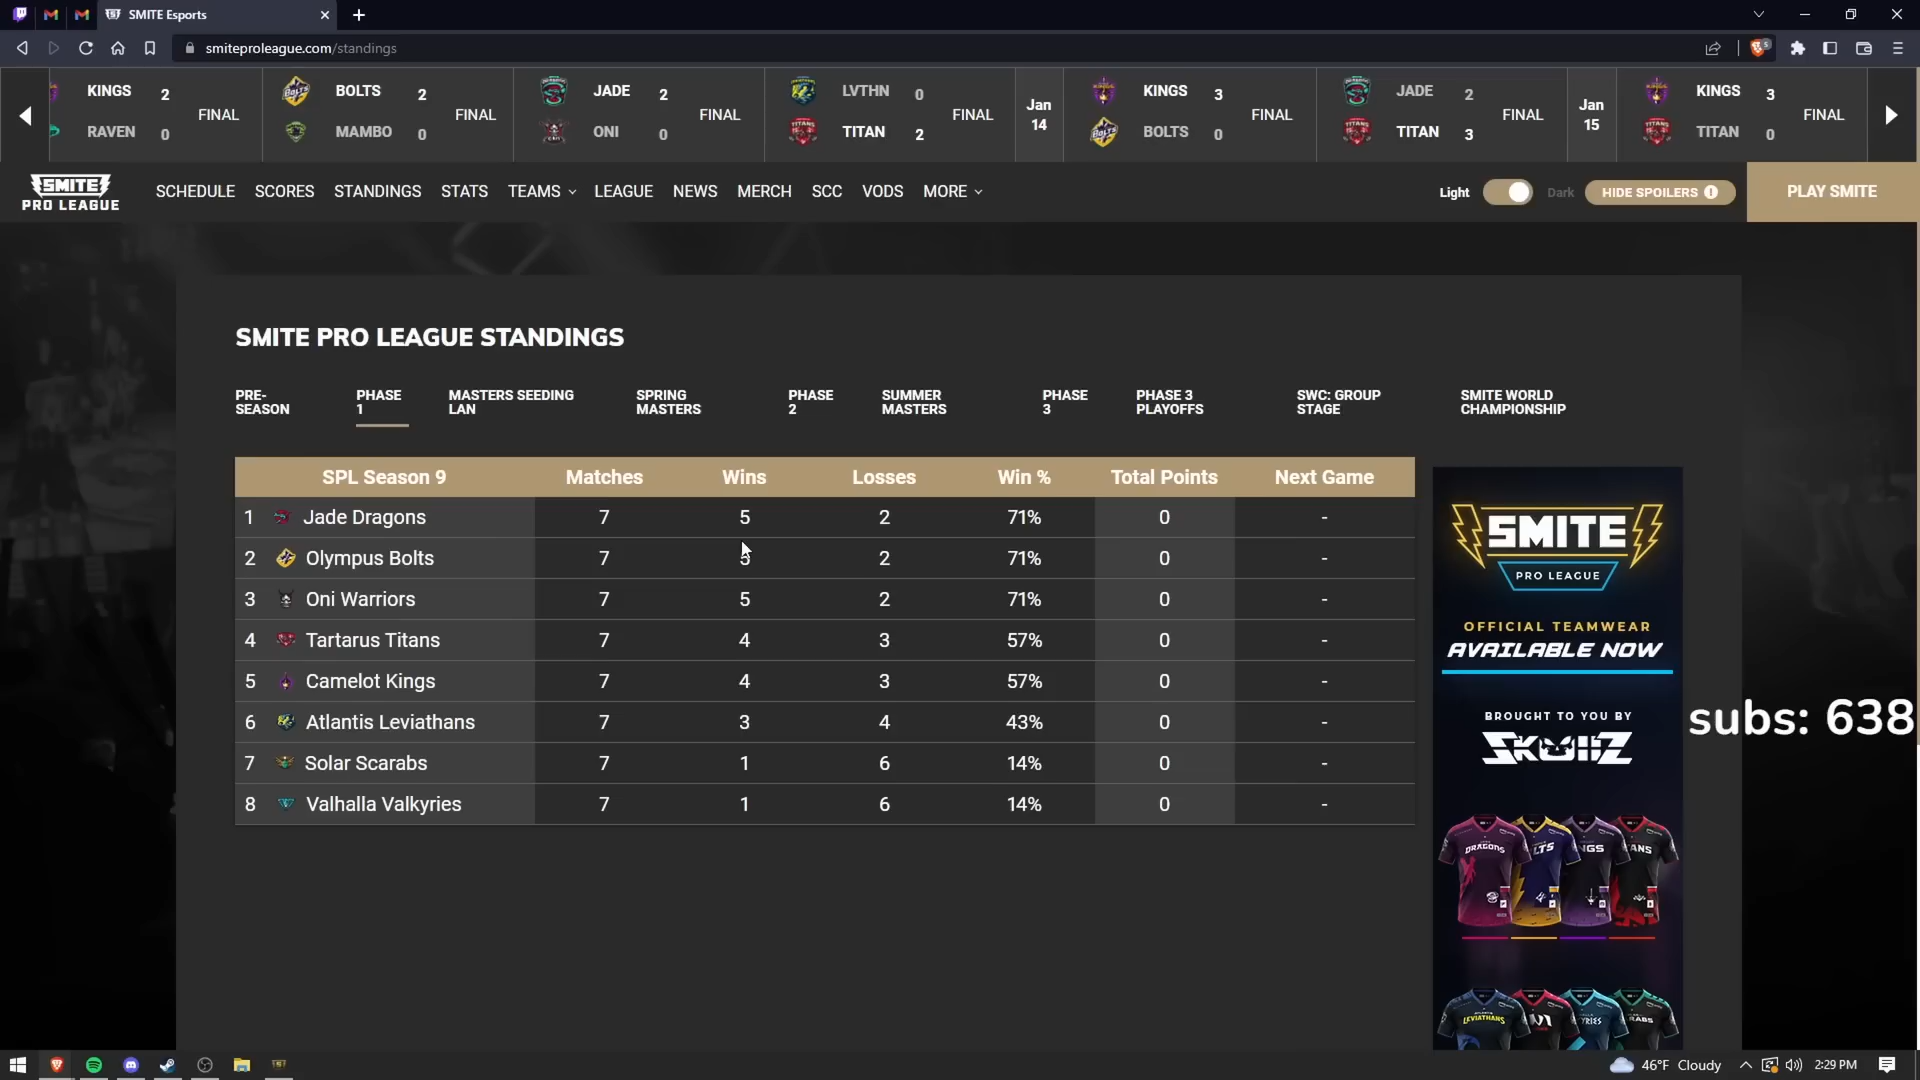 SMITE Esports
smiteproleague.com/standings
KINGS 2
RAVEN 0
FINAL
BOLTS 2
MAMBO 0
FINAL
JADE 2
ONI 0
FINAL
LVTHN 0
TITAN 2
FINAL
Jan
14
KINGS 3
BOLTS 0
FINAL
JADE 2
TITAN 3
FINAL
Jan
15
KINGS 3
TITAN 0
FINAL
SMITE
PRO LEAGUE
SCHEDULE SCORES STANDINGS STATS TEAMS LEAGUE NEWS MERCH SCC VODS MORE
Light Dark HIDE SPOILERS ! PLAY SMITE
SMITE PRO LEAGUE STANDINGS
PRE-
SEASON
PHASE
1
MASTERS SEEDING
LAN
SPRING
MASTERS
PHASE
2
SUMMER
MASTERS
PHASE
3
PHASE 3
PLAYOFFS
SWC: GROUP
STAGE
SMITE WORLD
CHAMPIONSHIP
SPL Season 9 Matches Wins Losses Win % Total Points Next Game
1 Jade Dragons 7 5 2 71% 0 -
2 Olympus Bolts 7 5 2 71% 0 -
3 Oni Warriors 7 5 2 71% 0 -
4 Tartarus Titans 7 4 3 57% 0 -
5 Camelot Kings 7 4 3 57% 0 -
6 Atlantis Leviathans 7 3 4 43% 0 -
7 Solar Scarabs 7 1 6 14% 0 -
8 Valhalla Valkyries 7 1 6 14% 0 -
SMITE
PRO LEAGUE
OFFICIAL TEAMWEAR
AVAILABLE NOW
BROUGHT TO YOU BY
SKULLZ
DRAGONS
LEVIATHANS
subs: 638
46°F Cloudy
2:29 PM